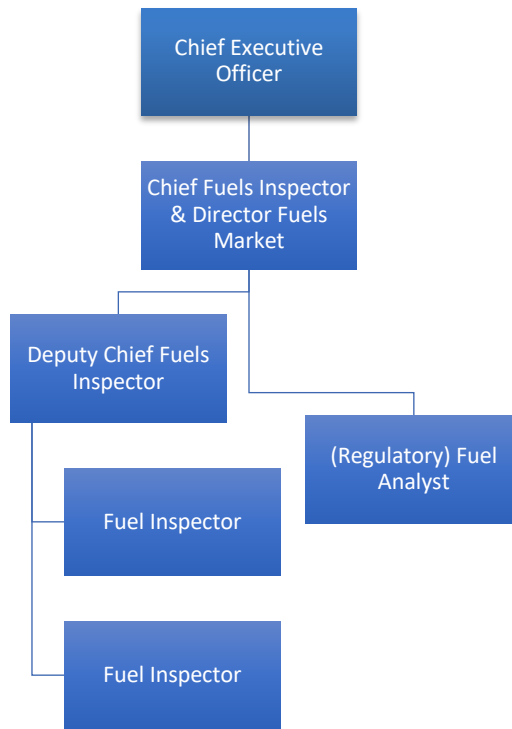 Chief Executive
Officer
Chief Fuels Inspector
& Director Fuels
Market
Deputy Chief Fuels
Inspector
(Regulatory) Fuel
Analyst
Fuel Inspector
Fuel Inspector